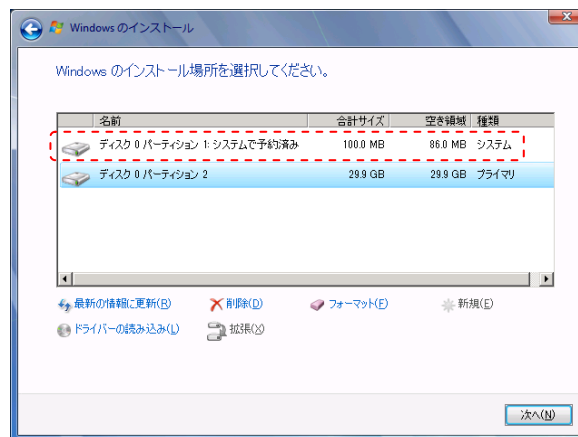 Windows のインストール
Windows のインストール場所を選択してください。
名前 合計サイズ 空き領域 種類
ディスク 0 パーティション 1: システムで予約済み 100.0 MB 86.0 MB システム
ディスク 0 パーティション 2 29.9 GB 29.9 GB プライマリ
最新の情報に更新(R) 削除(D) フォーマット(F) 新規(E)
ドライバーの読み込み(L) 拡張(X)
次へ(N)